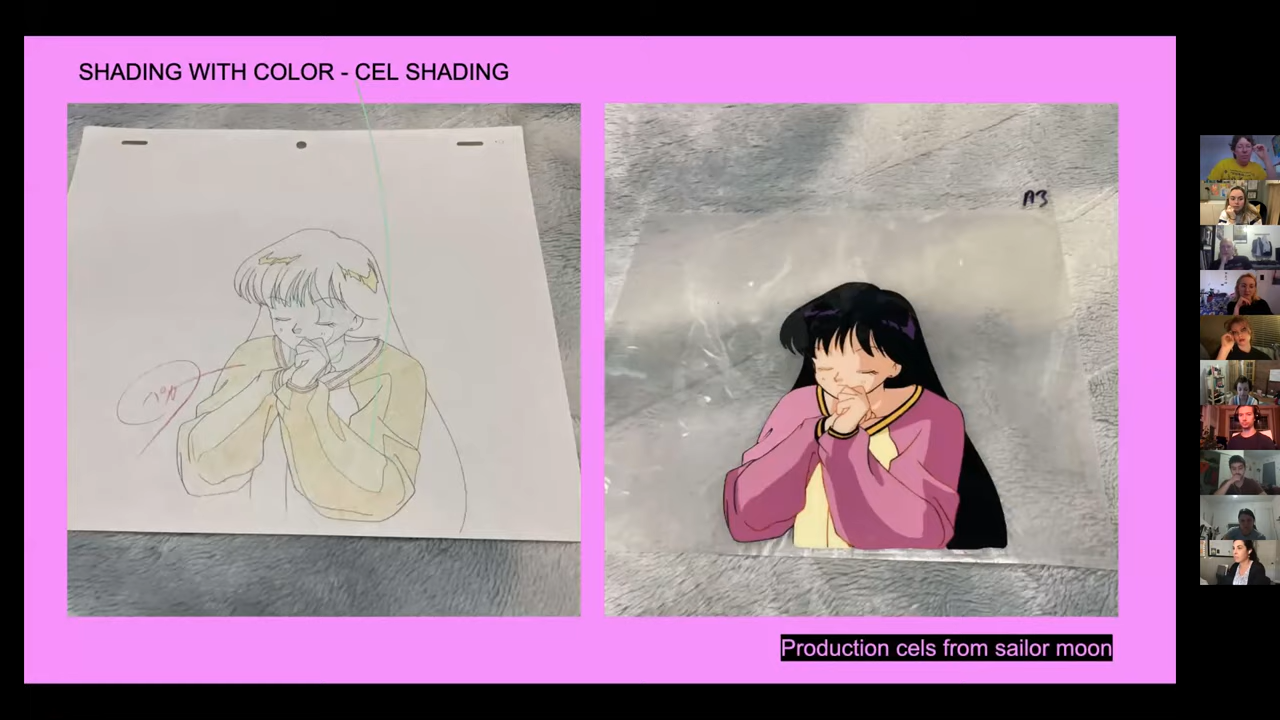 SHADING WITH COLOR - CEL SHADING
A3
パカ
Production cels from sailor moon